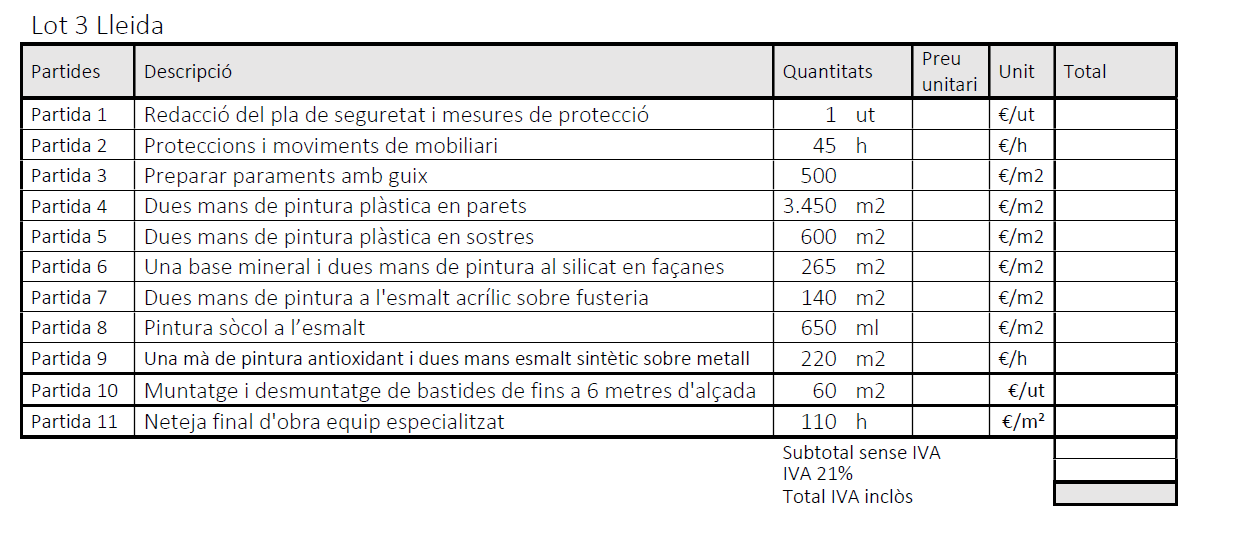 Lot 3 Lleida
Partides Descripció Quantitats Preu unitari Unit Total
Partida 1 Redacció del pla de seguretat i mesures de protecció 1 ut €/ut
Partida 2 Proteccions i moviments de mobiliari 45 h €/h
Partida 3 Preparar paraments amb guix 500 €/m2
Partida 4 Dues mans de pintura plàstica en parets 3.450 m2 €/m2
Partida 5 Dues mans de pintura plàstica en sostres 600 m2 €/m2
Partida 6 Una base mineral i dues mans de pintura al silicat en façanes 265 m2 €/m2
Partida 7 Dues mans de pintura a l'esmalt acrílic sobre fusteria 140 m2 €/m2
Partida 8 Pintura sòcol a l’esmalt 650 ml €/m2
Partida 9 Una mà de pintura antioxidant i dues mans esmalt sintètic sobre metall 220 m2 €/h
Partida 10 Muntatge i desmuntatge de bastides de fins a 6 metres d'alçada 60 m2 €/ut
Partida 11 Neteja final d'obra equip especialitzat 110 h €/m²
Subtotal sense IVA
IVA 21%
Total IVA inclòs